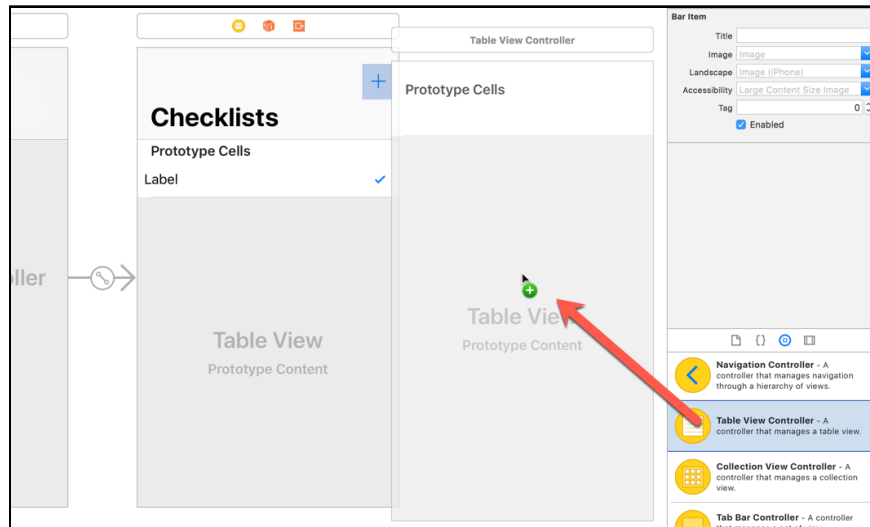 Table View Controller
Prototype Cells
Checklists
Prototype Cells
Label
Table View
Prototype Content
ller
Table View
Prototype Content
Bar Item
Title
Image Image
Landscape Image (iPhone)
Accessibility Large Content Size Image
Tag 0
Enabled
{}
Navigation Controller - A
controller that manages navigation
through a hierarchy of views.
Table View Controller - A
controller that manages a table view.
Collection View Controller - A
controller that manages a collection
view.
Tab Bar Controller - A controller